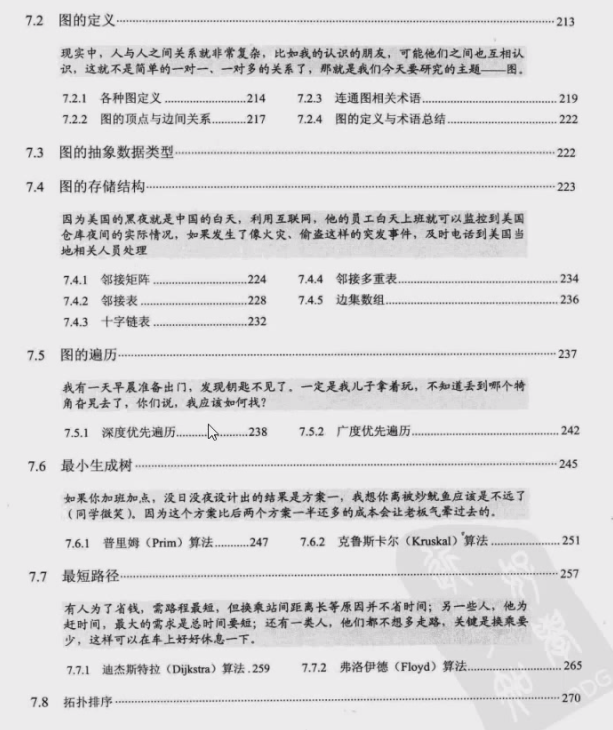 7.2 图的定义 213
现实中，人与人之间关系就非常复杂，比如我的认识的朋友，可能他们之间也互相认
识，这就不是简单的一对一、一对多的关系了，那就是我们今天要研究的主题——图。
7.2.1 各种图定义 214 7.2.3 连通图相关术语 219
7.2.2 图的顶点与边间关系 217 7.2.4 图的定义与术语总结 222
7.3 图的抽象数据类型 222
7.4 图的存储结构 223
因为美国的黑夜就是中国的白天，利用互联网，他的员工白天上班就可以监控到美国
仓库夜间的实际情况，如果发生了像火灾、偷盗这样的突发事件，及时电话到美国当
地相关人员处理
7.4.1 邻接矩阵 224 7.4.4 邻接多重表 234
7.4.2 邻接表 228 7.4.5 边集数组 236
7.4.3 十字链表 232
7.5 图的遍历 237
我有一天早晨准备出门，发现钥匙不见了。一定是我儿子拿着玩，不知道丢到哪个犄
角旮旯去了，你们说，我应该如何找？
7.5.1 深度优先遍历 238 7.5.2 广度优先遍历 242
7.6 最小生成树 245
如果你加班加点，没日没夜设计出的结果是方案一，我想你离被炒鱿鱼应该是不远了
（同学微笑）。因为这个方案比后两个方案一半还多的成本会让老板气晕过去的。
7.6.1 普里姆（Prim）算法 247 7.6.2 克鲁斯卡尔（Kruskal）算法 251
7.7 最短路径 257
有人为了省钱，需路程最短，但换乘站间距离长等原因并不省时间；另一些人，他为
赶时间，最大的需求是总时间要短；还有一类人，他们都不想多走路，关键是换乘要
少，这样可以在车上好好休息一下。
7.7.1 迪杰斯特拉（Dijkstra）算法 259 7.7.2 弗洛伊德（Floyd）算法 265
7.8 拓扑排序 270